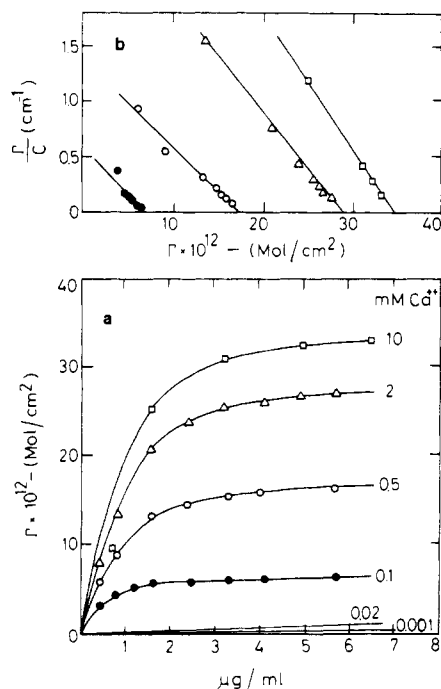 b
1.5
1.0
0.5
0
Γ/C (cm⁻¹)
10 20 30 40
Γ×10¹² – (Mol/cm²)
a
mM Ca⁺⁺
40
30
20
10
0
Γ×10¹² – (Mol/cm²)
10
2
0.5
0.1
0.02
0.001
1 2 3 4 5 6 7 8
μg/ml